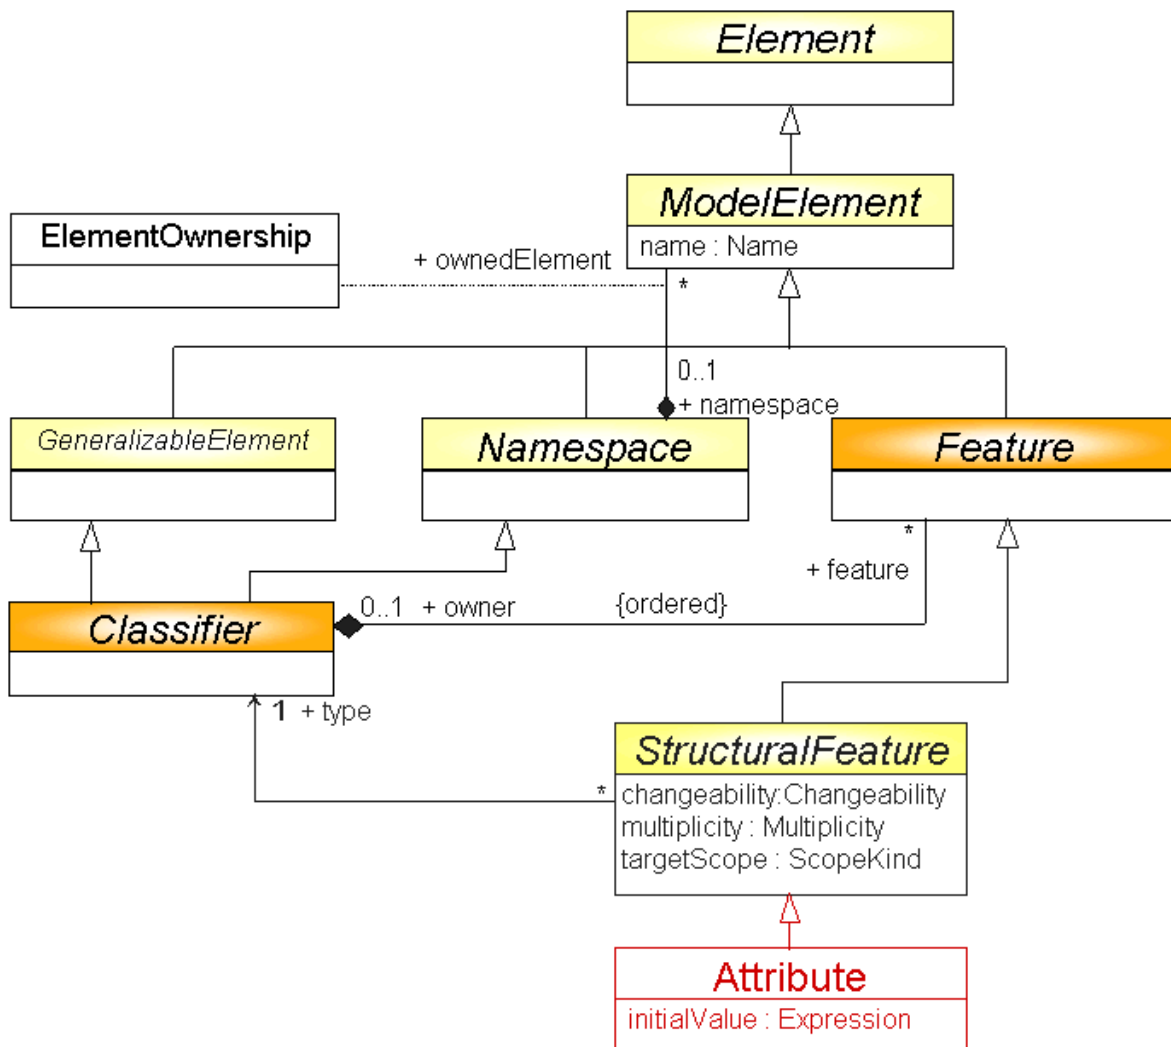 Element
ModelElement
name : Name
ElementOwnership
+ ownedElement
*
0..1
+ namespace
GeneralizableElement
Namespace
Feature
*
+ feature
0..1 + owner {ordered}
Classifier
1 + type
StructuralFeature
*
changeability:Changeability
multiplicity : Multiplicity
targetScope : ScopeKind
Attribute
initialValue : Expression